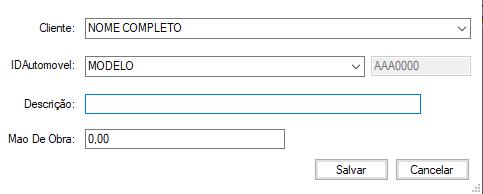 Cliente: NOME COMPLETO
IDAutomovel: MODELO AAA0000
Descrição:
Mao De Obra: 0,00
Salvar Cancelar